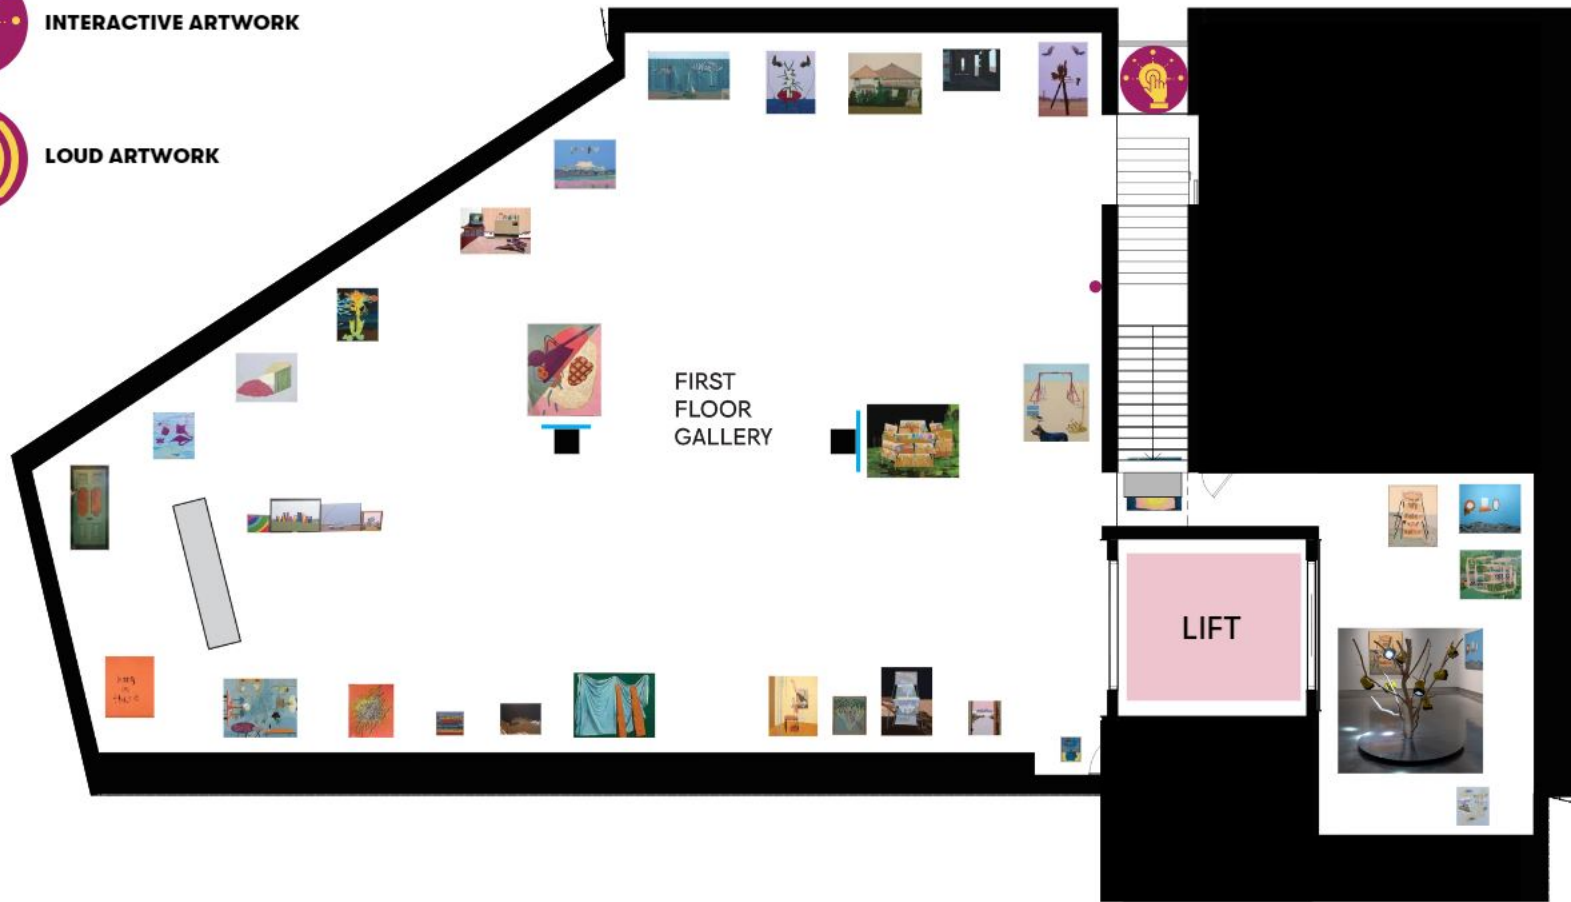 INTERACTIVE ARTWORK
LOUD ARTWORK
FIRST
FLOOR
GALLERY
LIFT